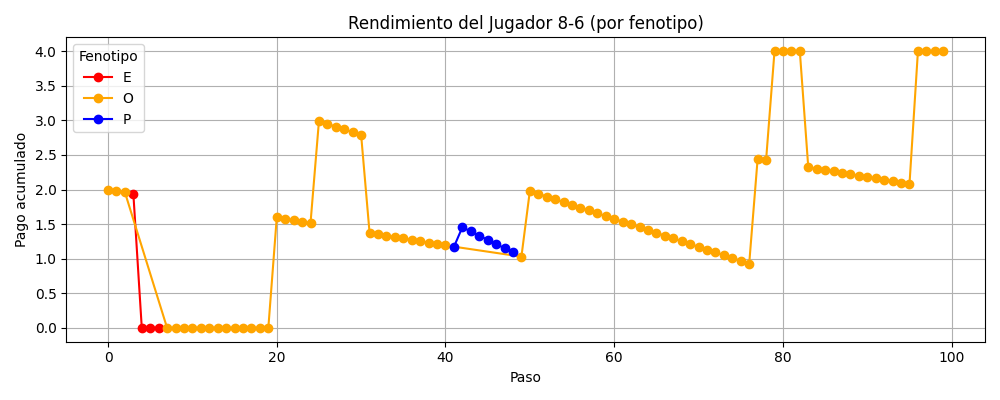 Rendimiento del Jugador 8-6 (por fenotipo)
Pago acumulado
4.0
3.5
3.0
2.5
2.0
1.5
1.0
0.5
0.0
Fenotipo
E
O
P
0 20 40 60 80 100
Paso